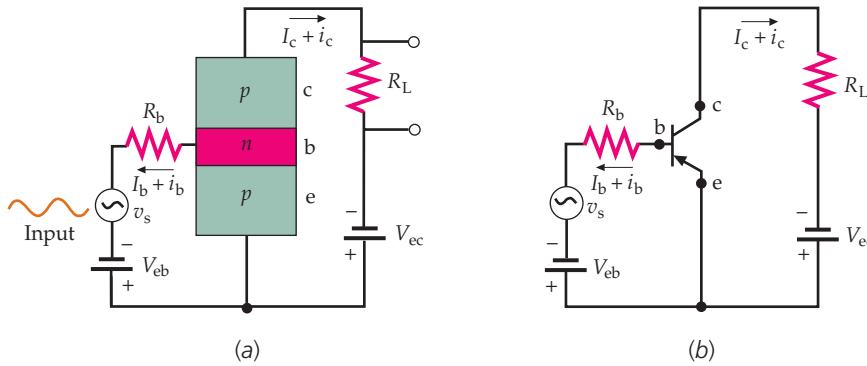 I_c + i_c
p
c
R_L
R_b
n
b
I_b + i_b
p
e
v_s
Input
−
V_eb
+
−
V_ec
+
(a)
I_c + i_c
c
R_L
R_b
b
I_b + i_b
e
v_s
−
V_eb
+
−
+
(b)